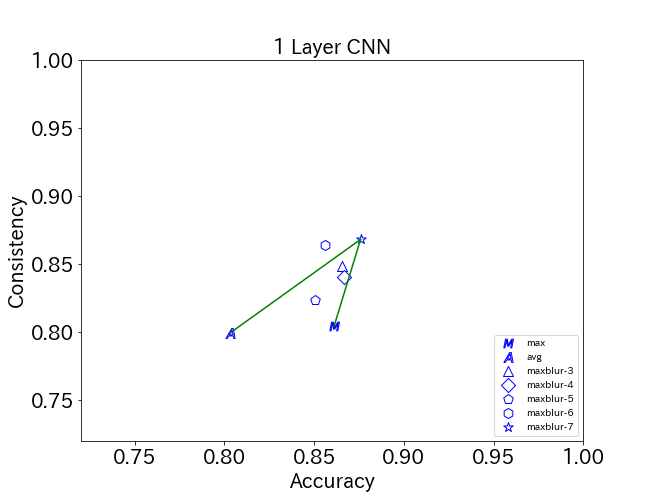 1 Layer CNN
1.00
0.95
0.90
0.85
0.80
0.75
Consistency
A
M
M max
A avg
maxblur-3
maxblur-4
maxblur-5
maxblur-6
maxblur-7
0.75 0.80 0.85 0.90 0.95 1.00
Accuracy